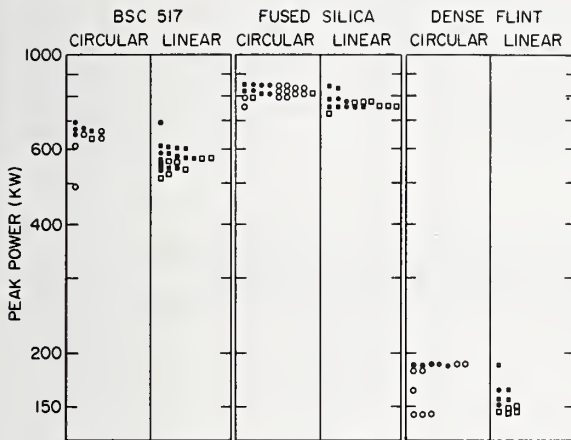 BSC 517 FUSED SILICA DENSE FLINT
CIRCULAR LINEAR CIRCULAR LINEAR CIRCULAR LINEAR
PEAK POWER (KW)
1000
600
400
200
150